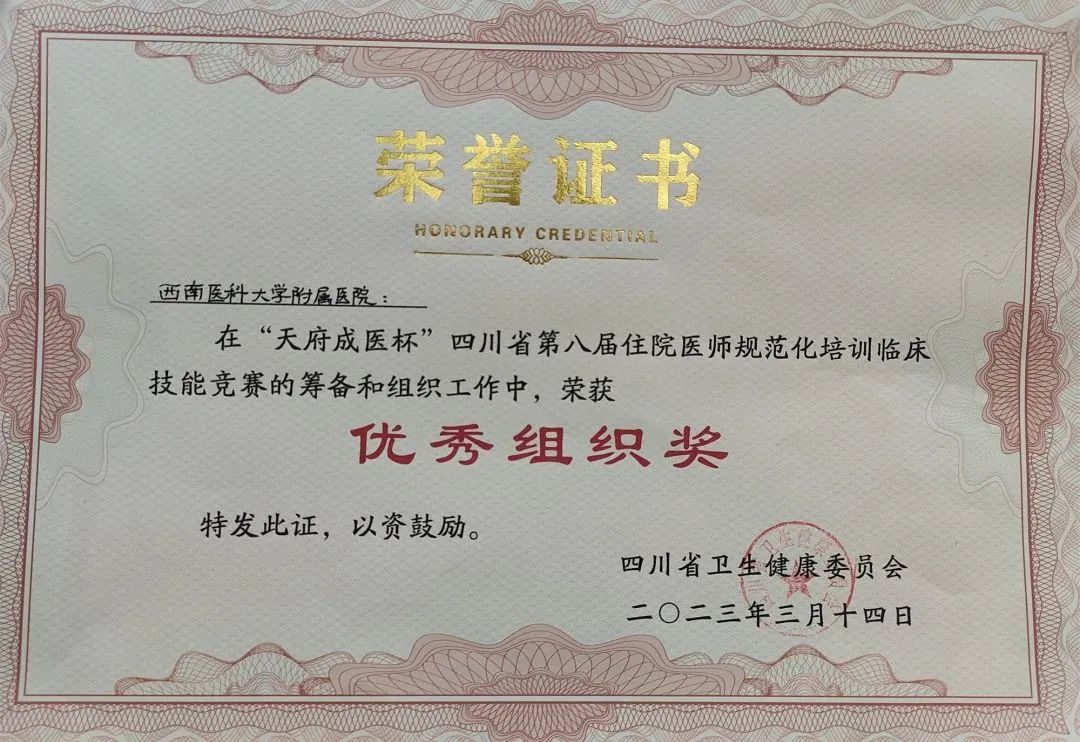 荣誉证书
HONORARY CREDENTIAL
西南医科大学附属医院：
在“天府成医杯”四川省第八届住院医师规范化培训临床
技能竞赛的筹备和组织工作中，荣获
优秀组织奖
特发此证，以资鼓励。
四川省卫生健康委员会
二〇二三年三月十四日